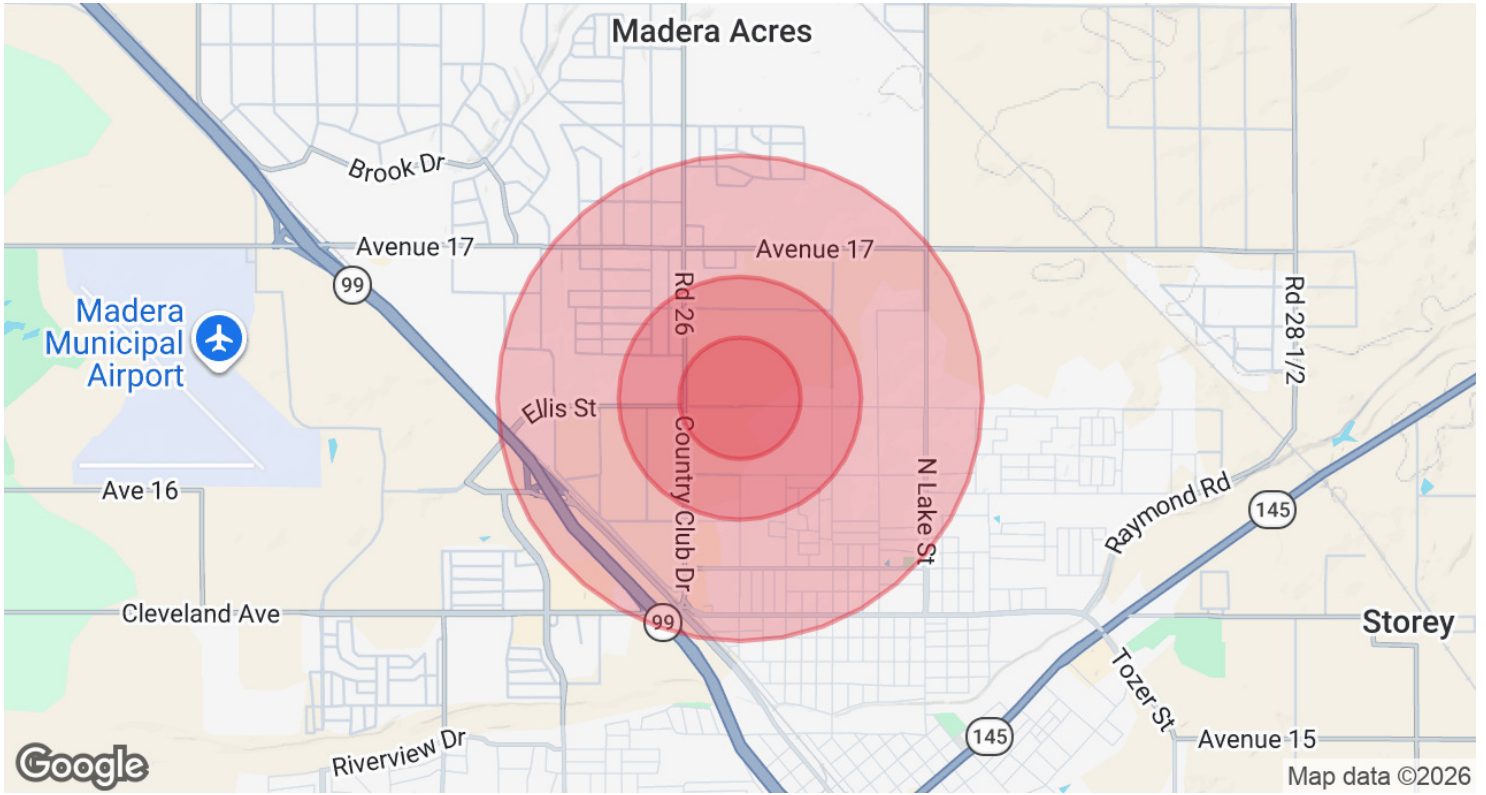 Madera Acres
Brook Dr
Avenue 17
Avenue 17
99
Rd 26
Rd 28 1/2
Madera
Municipal
Airport
Ellis St
Country Club Dr
N Lake St
Ave 16
Raymond Rd
145
Cleveland Ave
99
Storey
Tozer St
Riverview Dr
145
Avenue 15
Google
Map data ©2026